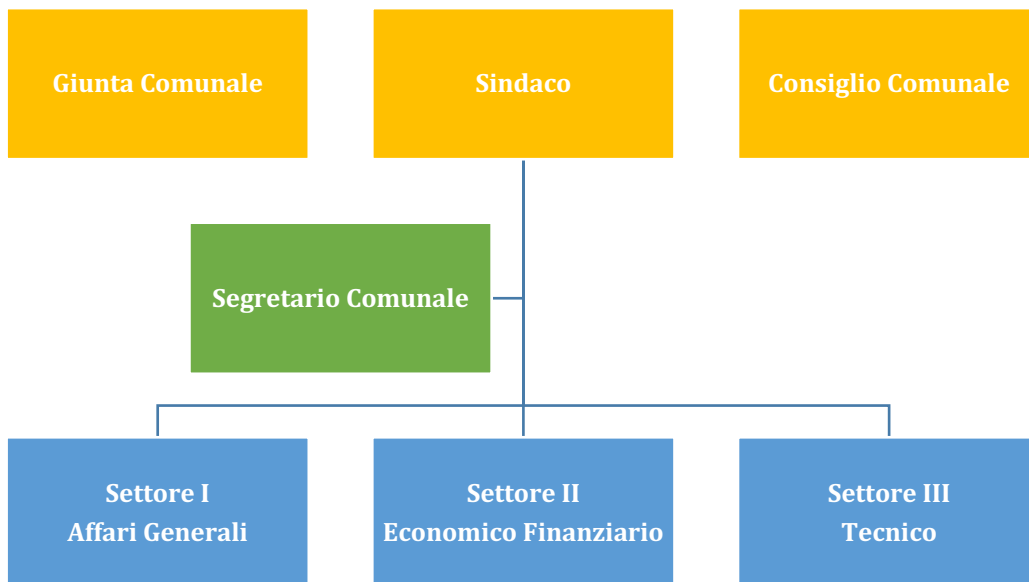 Giunta Comunale
Sindaco
Consiglio Comunale
Segretario Comunale
Settore I
Affari Generali
Settore II
Economico Finanziario
Settore III
Tecnico